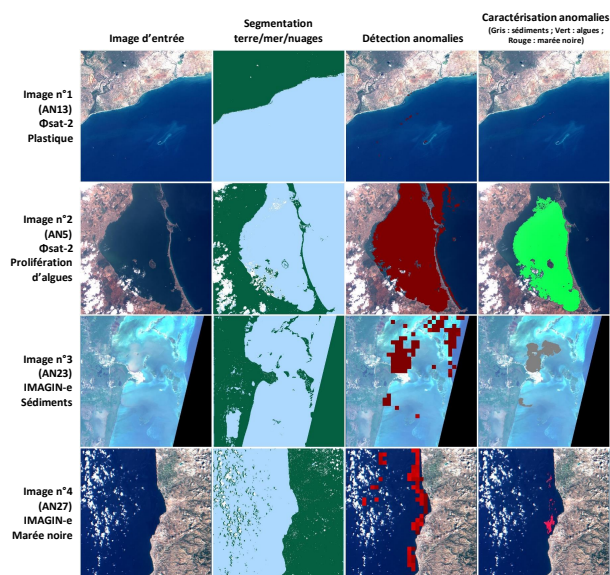 Image d'entrée
Segmentation
terre/mer/nuages
Détection anomalies
Caractérisation anomalies
(Gris : sédiments ; Vert : algues ;
Rouge : marée noire)
Image n°1
(AN13)
Φsat-2
Plastique
Image n°2
(AN5)
Φsat-2
Prolifération
d'algues
Image n°3
(AN23)
IMAGIN-e
Sédiments
Image n°4
(AN27)
IMAGIN-e
Marée noire